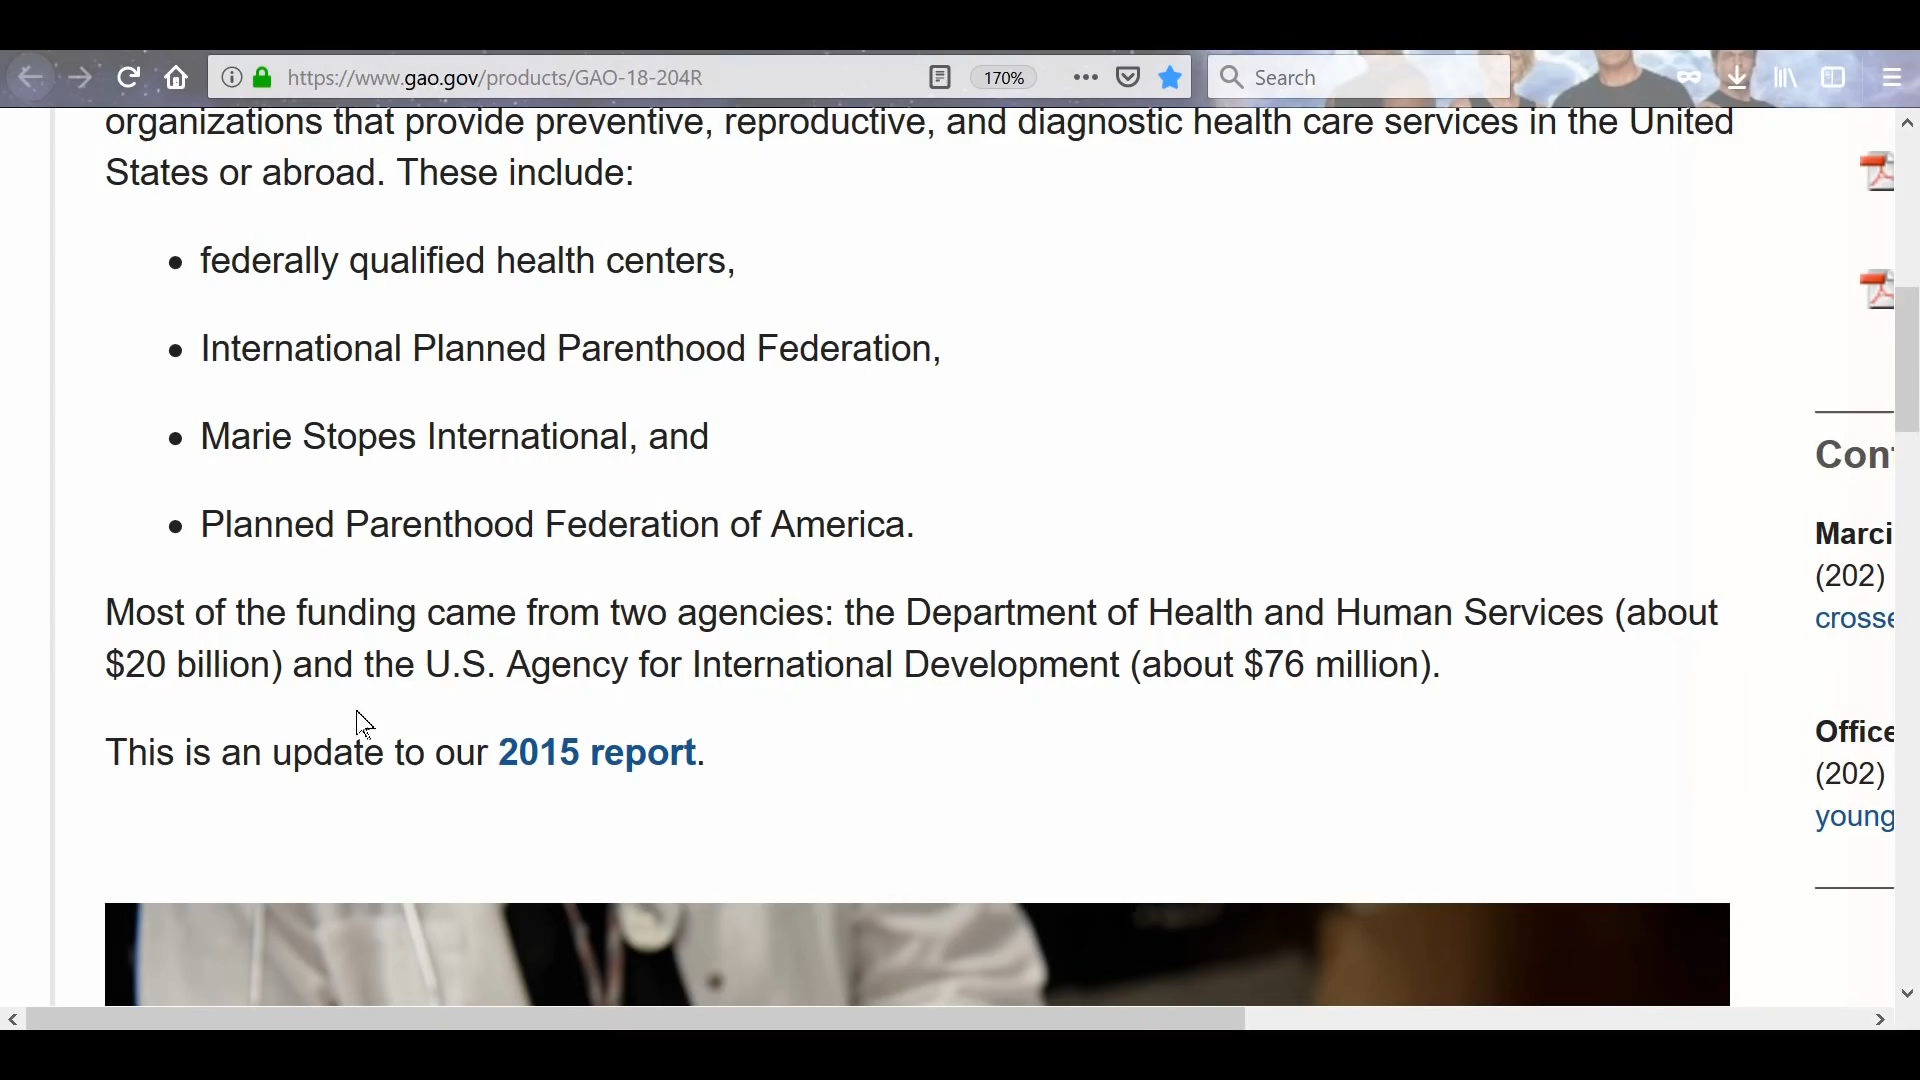 https://www.gao.gov/products/GAO-18-204R
170%
Search
organizations that provide preventive, reproductive, and diagnostic health care services in the United
States or abroad. These include:
• federally qualified health centers,
• International Planned Parenthood Federation,
• Marie Stopes International, and
• Planned Parenthood Federation of America.
Most of the funding came from two agencies: the Department of Health and Human Services (about
$20 billion) and the U.S. Agency for International Development (about $76 million).
This is an update to our 2015 report.
Con
Marci
(202)
crosse
Office
(202)
young